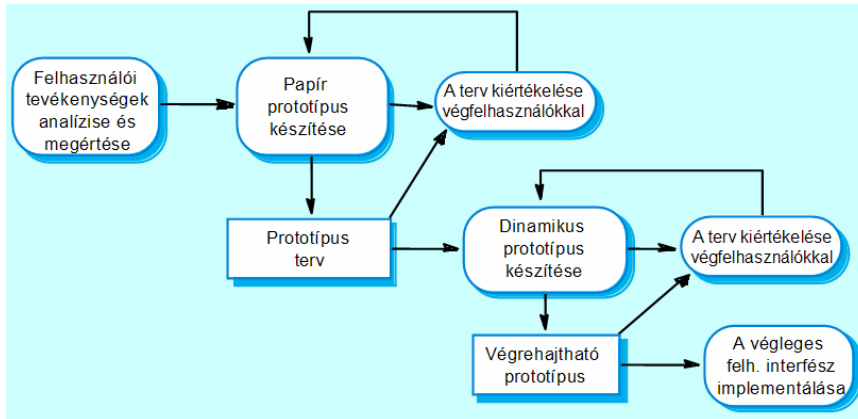 Felhasználói
tevékenységek
analízise és
megértése
Papír
prototípus
készítése
A terv kiértékelése
végfelhasználókkal
Prototípus
terv
Dinamikus
prototípus
készítése
A terv kiértékelése
végfelhasználókkal
Végrehajtható
prototípus
A végleges
felh. interfész
implementálása